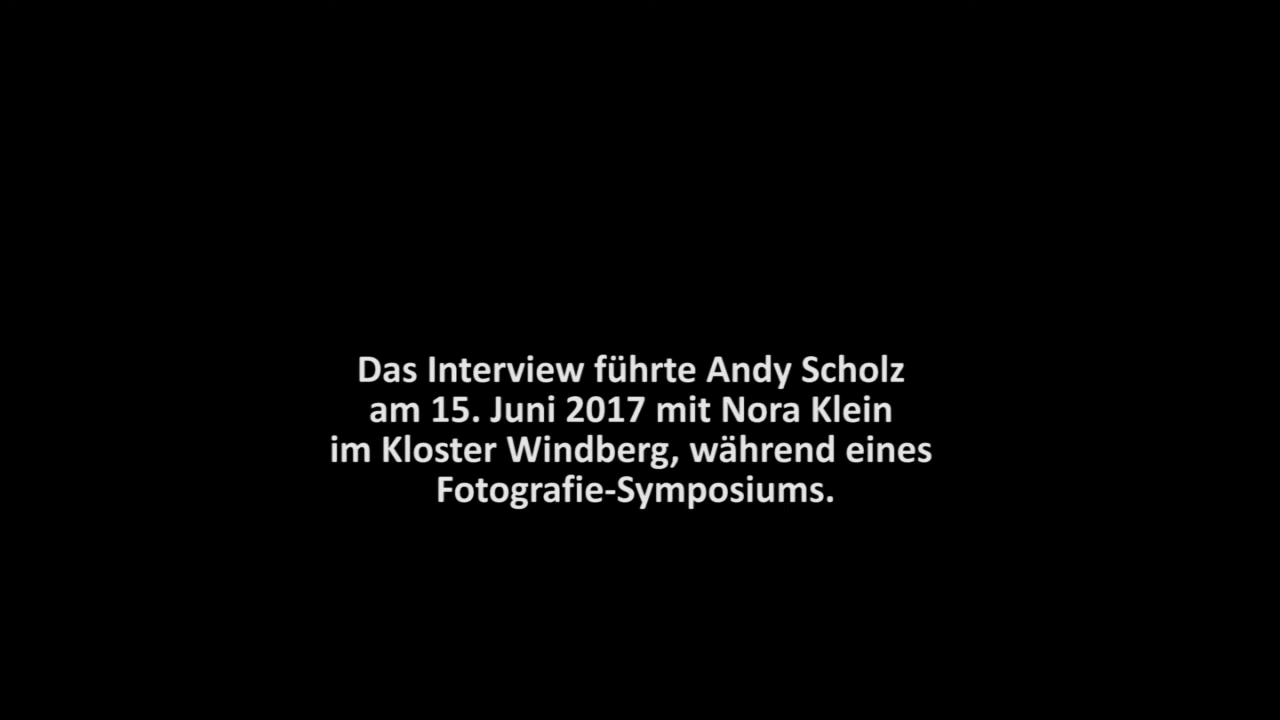 Das Interview führte Andy Scholz
am 15. Juni 2017 mit Nora Klein
im Kloster Windberg, während eines
Fotografie-Symposiums.